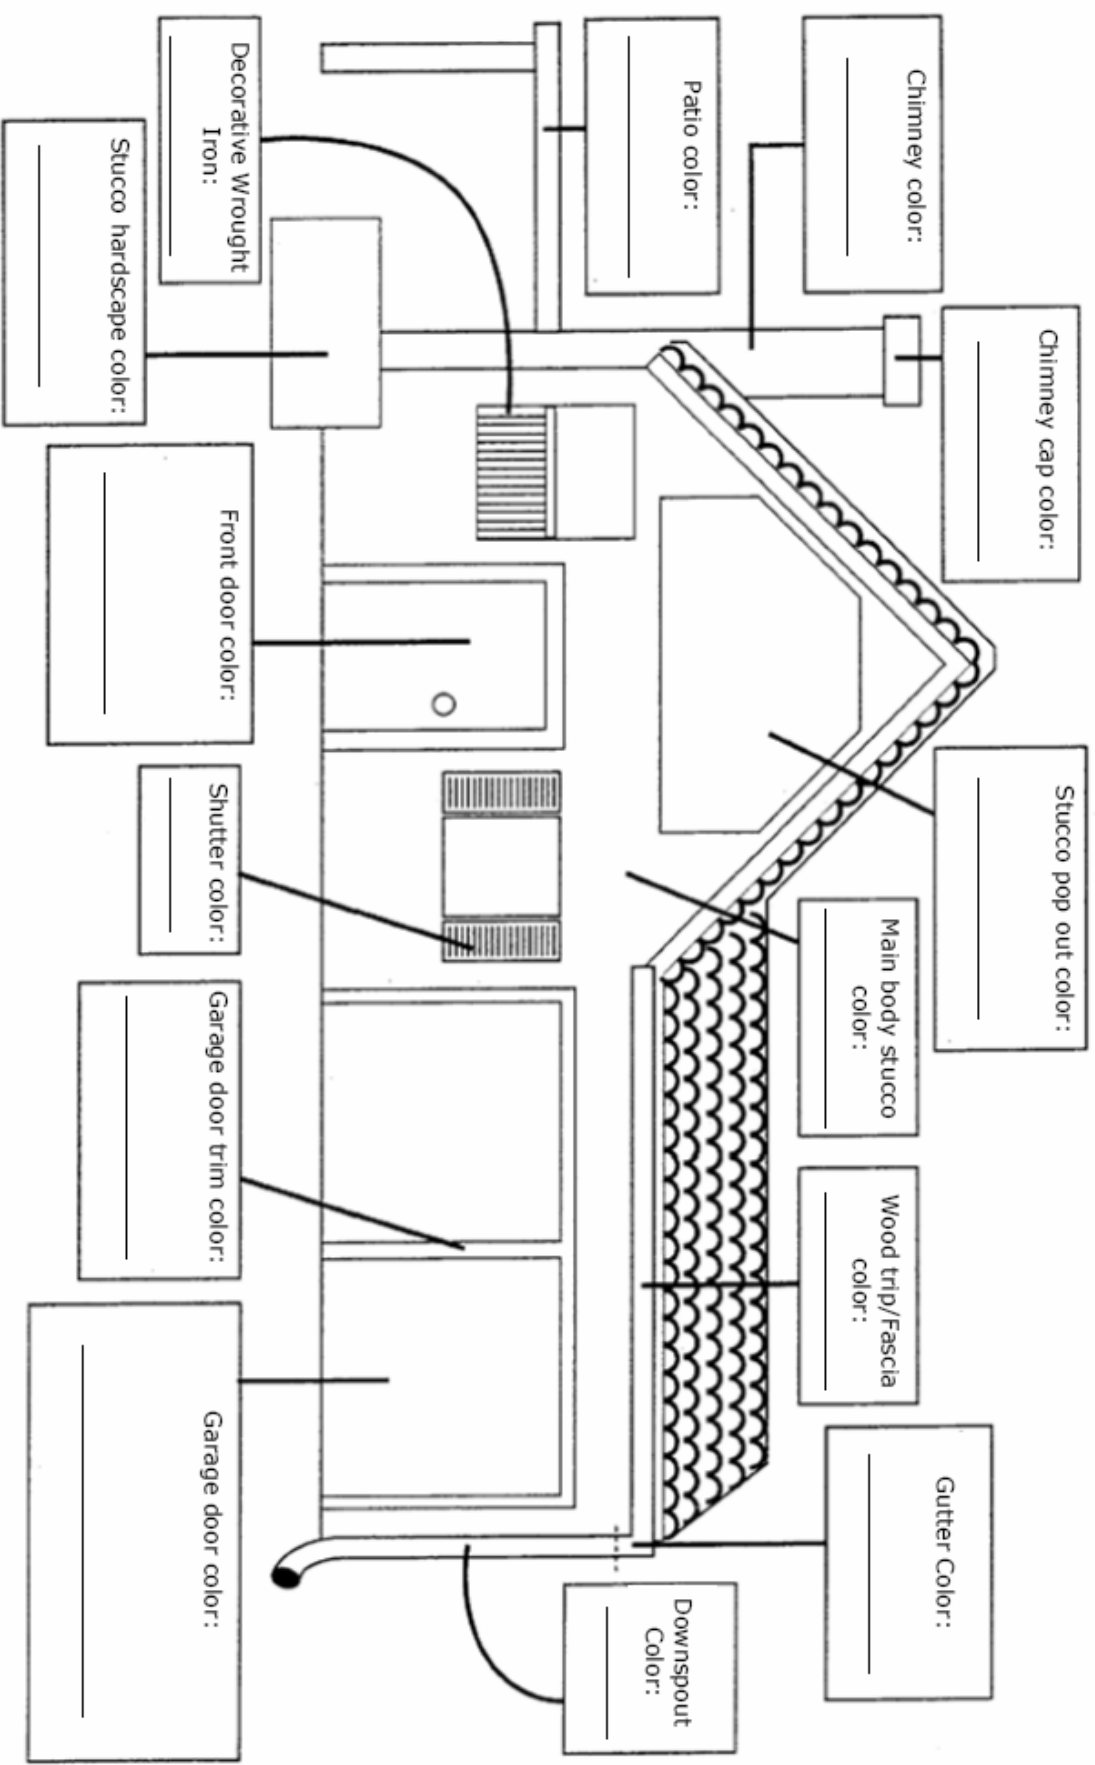 Chimney color:
Chimney cap color:
Stucco pop out color:
Patio color:
Main body stucco
color:
Wood trip/Fascia
color:
Gutter Color:
Downspout
Color:
Decorative Wrought
Iron:
Stucco hardscape color:
Front door color:
Shutter color:
Garage door trim color:
Garage door color: